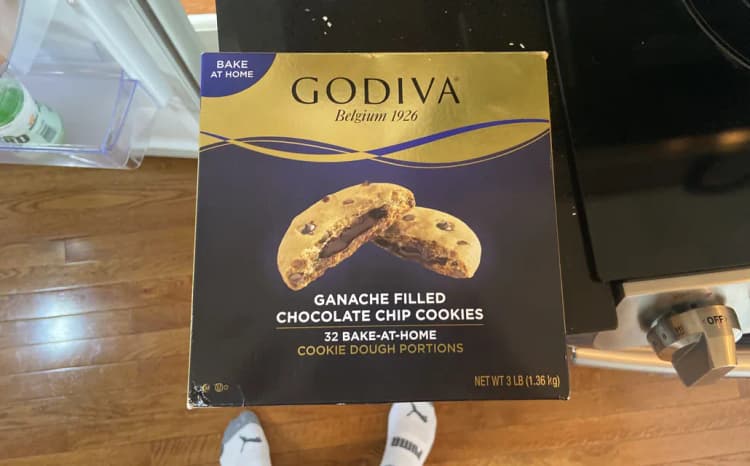 BAKE
AT HOME
GODIVA
Belgium 1926
GANACHE FILLED
CHOCOLATE CHIP COOKIES
32 BAKE-AT-HOME
COOKIE DOUGH PORTIONS
NET WT 3 LB (1.36 kg)
OFF
PUMA